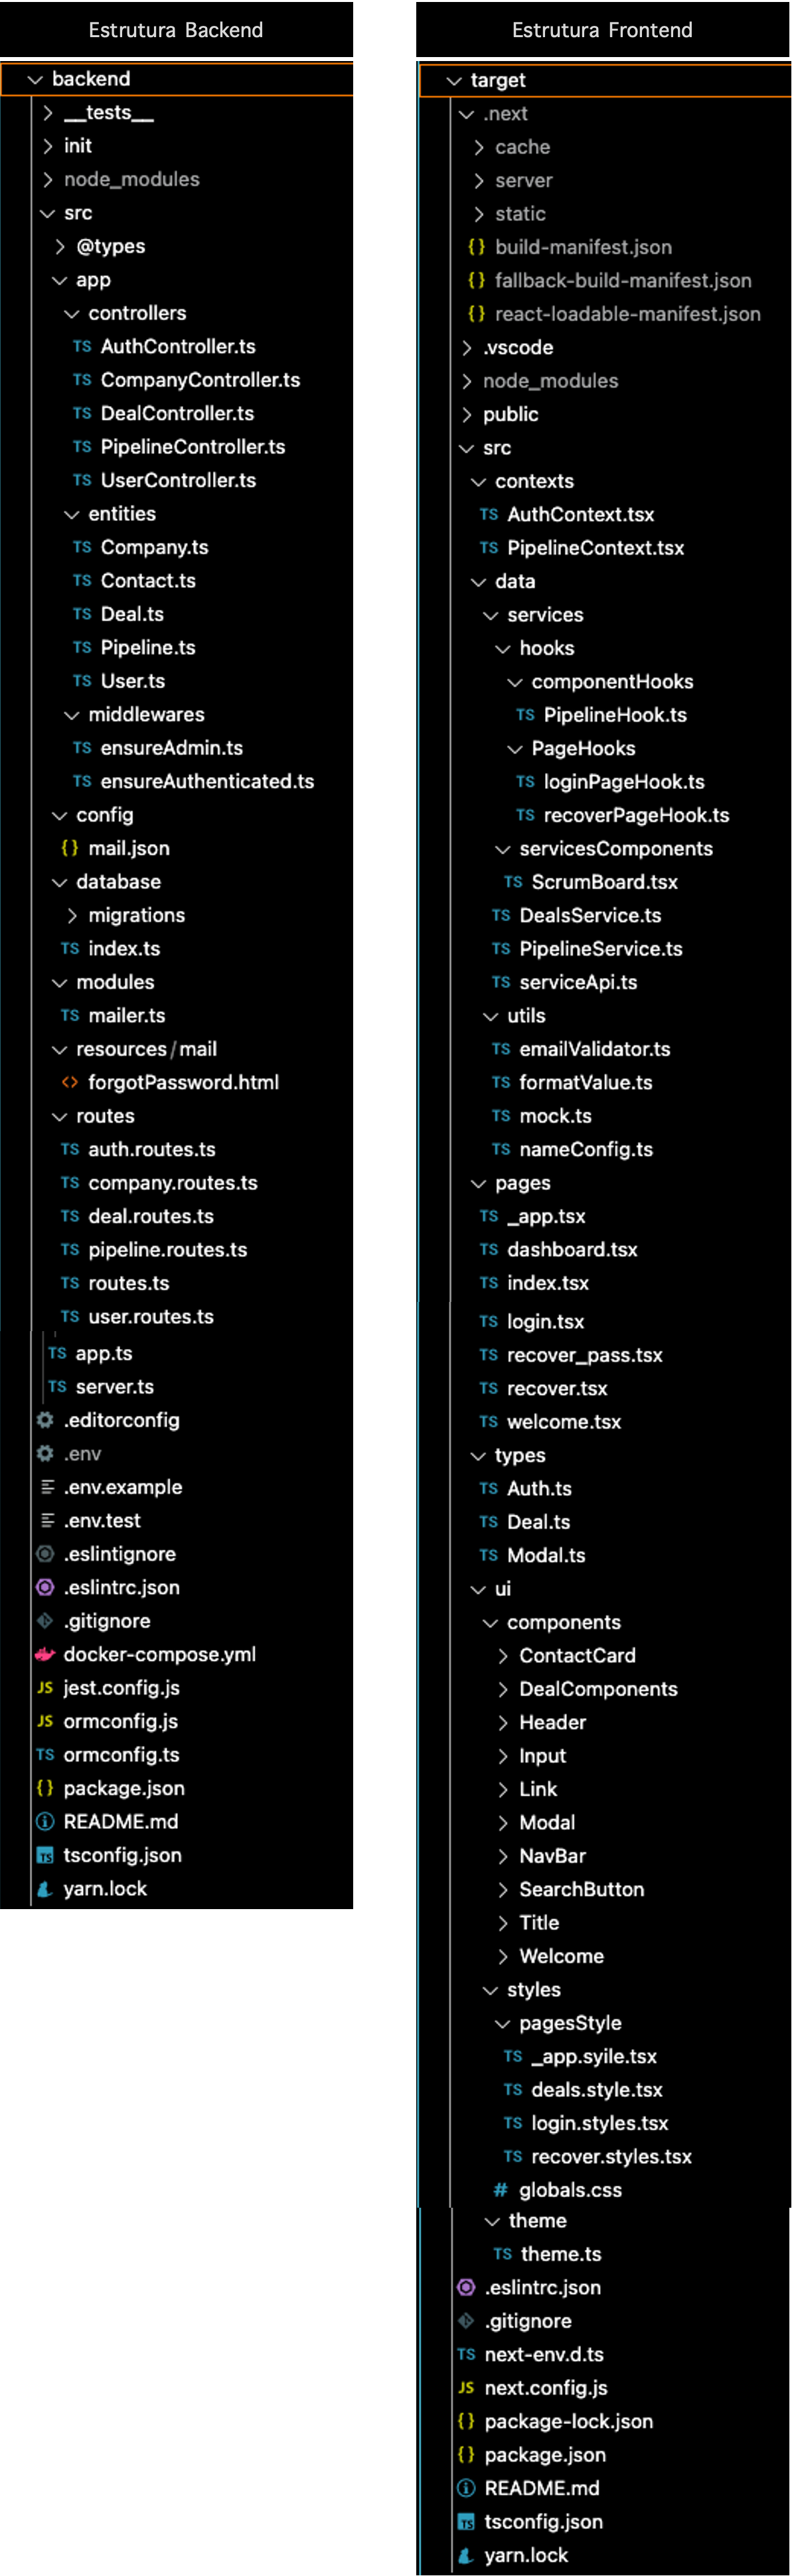 Estrutura Backend
backend
__tests__
init
node_modules
src
@types
app
controllers
TS AuthController.ts
TS CompanyController.ts
TS DealController.ts
TS PipelineController.ts
TS UserController.ts
entities
TS Company.ts
TS Contact.ts
TS Deal.ts
TS Pipeline.ts
TS User.ts
middlewares
TS ensureAdmin.ts
TS ensureAuthenticated.ts
config
{} mail.json
database
migrations
TS index.ts
modules
TS mailer.ts
resources/mail
<> forgotPassword.html
routes
TS auth.routes.ts
TS company.routes.ts
TS deal.routes.ts
TS pipeline.routes.ts
TS routes.ts
TS user.routes.ts
TS app.ts
TS server.ts
.editorconfig
.env
.env.example
.env.test
.eslintignore
.eslintrc.json
.gitignore
docker-compose.yml
JS jest.config.js
JS ormconfig.js
TS ormconfig.ts
{} package.json
README.md
TS tsconfig.json
yarn.lock
Estrutura Frontend
target
.next
cache
server
static
{} build-manifest.json
{} fallback-build-manifest.json
{} react-loadable-manifest.json
.vscode
node_modules
public
src
contexts
TS AuthContext.tsx
TS PipelineContext.tsx
data
services
hooks
componentHooks
TS PipelineHook.ts
PageHooks
TS loginPageHook.ts
TS recoverPageHook.ts
servicesComponents
TS ScrumBoard.tsx
TS DealsService.ts
TS PipelineService.ts
TS serviceApi.ts
utils
TS emailValidator.ts
TS formatValue.ts
TS mock.ts
TS nameConfig.ts
pages
TS _app.tsx
TS dashboard.tsx
TS index.tsx
TS login.tsx
TS recover_pass.tsx
TS recover.tsx
TS welcome.tsx
types
TS Auth.ts
TS Deal.ts
TS Modal.ts
ui
components
ContactCard
DealComponents
Header
Input
Link
Modal
NavBar
SearchButton
Title
Welcome
styles
pagesStyle
TS _app.syile.tsx
TS deals.style.tsx
TS login.styles.tsx
TS recover.styles.tsx
# globals.css
theme
TS theme.ts
.eslintrc.json
.gitignore
TS next-env.d.ts
JS next.config.js
{} package-lock.json
{} package.json
README.md
TS tsconfig.json
yarn.lock